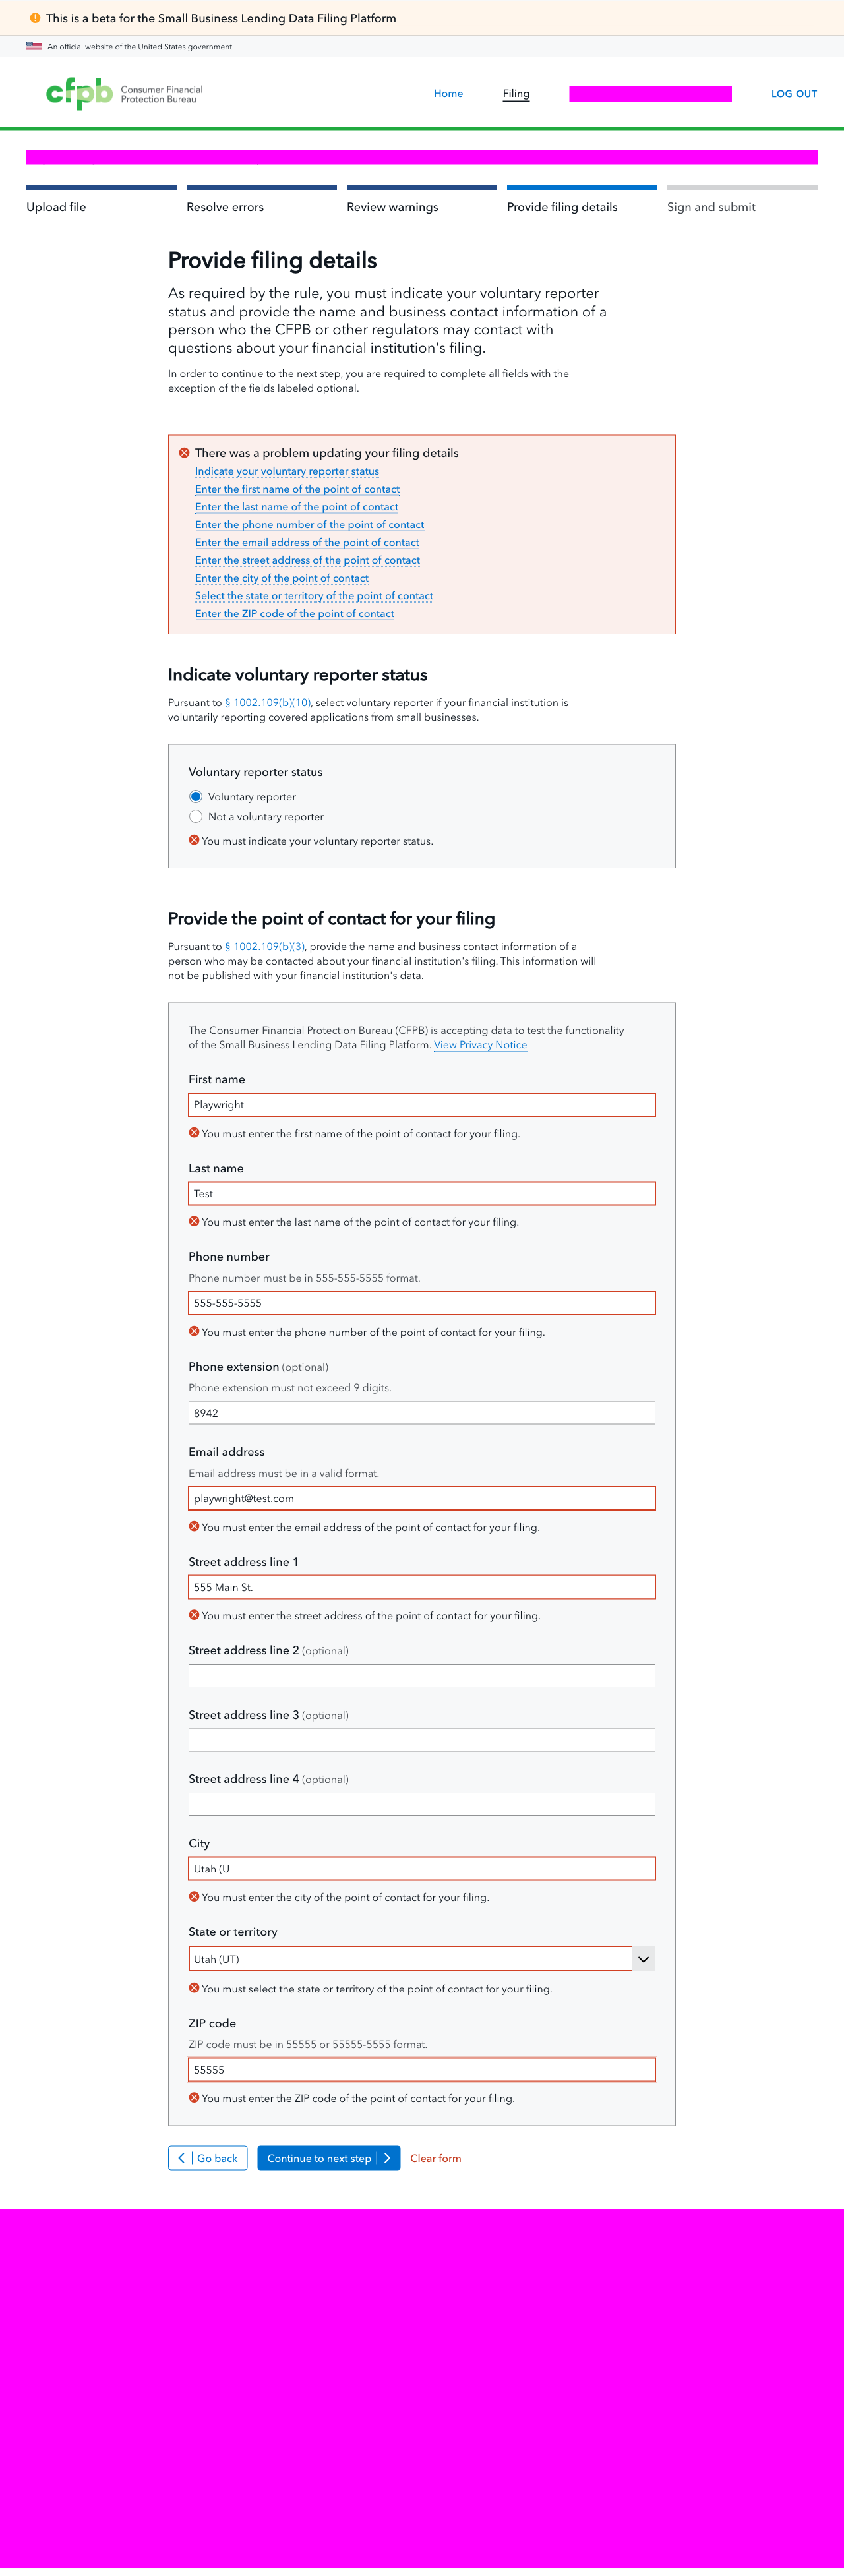 This is a beta for the Small Business Lending Data Filing Platform
An official website of the United States government
cfpb Consumer Financial
Protection Bureau
Home
Filing
LOG OUT
Upload file
Resolve errors
Review warnings
Provide filing details
Sign and submit
Provide filing details
As required by the rule, you must indicate your voluntary reporter
status and provide the name and business contact information of a
person who the CFPB or other regulators may contact with
questions about your financial institution's filing.
In order to continue to the next step, you are required to complete all fields with the
exception of the fields labeled optional.
There was a problem updating your filing details
Indicate your voluntary reporter status
Enter the first name of the point of contact
Enter the last name of the point of contact
Enter the phone number of the point of contact
Enter the email address of the point of contact
Enter the street address of the point of contact
Enter the city of the point of contact
Select the state or territory of the point of contact
Enter the ZIP code of the point of contact
Indicate voluntary reporter status
Pursuant to § 1002.109(b)(10), select voluntary reporter if your financial institution is
voluntarily reporting covered applications from small businesses.
Voluntary reporter status
Voluntary reporter
Not a voluntary reporter
You must indicate your voluntary reporter status.
Provide the point of contact for your filing
Pursuant to § 1002.109(b)(3), provide the name and business contact information of a
person who may be contacted about your financial institution's filing. This information will
not be published with your financial institution's data.
The Consumer Financial Protection Bureau (CFPB) is accepting data to test the functionality
of the Small Business Lending Data Filing Platform. View Privacy Notice
First name
Playwright
You must enter the first name of the point of contact for your filing.
Last name
Test
You must enter the last name of the point of contact for your filing.
Phone number
Phone number must be in 555-555-5555 format.
555-555-5555
You must enter the phone number of the point of contact for your filing.
Phone extension (optional)
Phone extension must not exceed 9 digits.
8942
Email address
Email address must be in a valid format.
playwright@test.com
You must enter the email address of the point of contact for your filing.
Street address line 1
555 Main St.
You must enter the street address of the point of contact for your filing.
Street address line 2 (optional)
Street address line 3 (optional)
Street address line 4 (optional)
City
Utah (U
You must enter the city of the point of contact for your filing.
State or territory
Utah (UT)
You must select the state or territory of the point of contact for your filing.
ZIP code
ZIP code must be in 55555 or 55555-5555 format.
55555
You must enter the ZIP code of the point of contact for your filing.
Go back
Continue to next step
Clear form